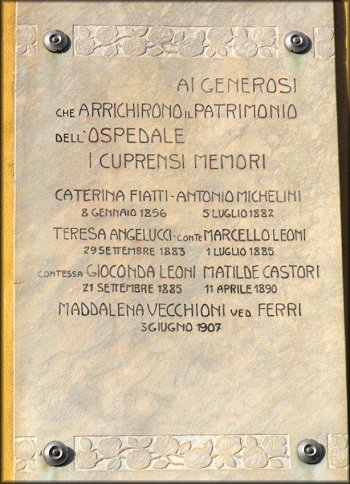 AI GENEROSI
CHE ARRICHIRONO IL PATRIMONIO
DELL'OSPEDALE
I CUPRENSI MEMORI
CATERINA FIATTI - ANTONIO MICHELINI
8 GENNAIO 1856 5 LUGLIO 1882
TERESA ANGELUCCI - CONTE MARCELLO LEONI
29 SETTEMBRE 1883 1 LUGLIO 1885
CONTESSA GIOCONDA LEONI MATILDE CASTORI
21 SETTEMBRE 1885 11 APRILE 1890
MADDALENA VECCHIONI VED. FERRI
3 GIUGNO 1907